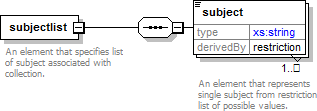 subjectlist
An element that specifies list
of subject associated with
collection.
subject
type xs:string
derivedBy restriction
1..□
An element that represents
single subject from restriction
list of possible values.